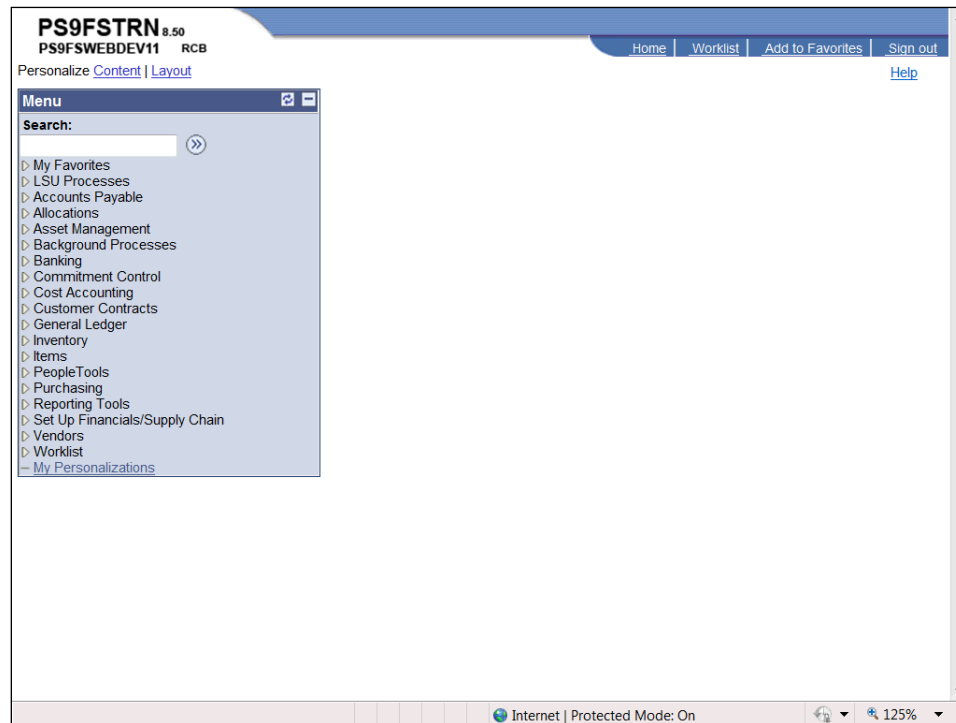 PS9FSTRN 8.50
PS9FSWEBDEV11 RCB
Home Worklist Add to Favorites Sign out
Personalize Content | Layout
Help
Menu
Search:
My Favorites
LSU Processes
Accounts Payable
Allocations
Asset Management
Background Processes
Banking
Commitment Control
Cost Accounting
Customer Contracts
General Ledger
Inventory
Items
PeopleTools
Purchasing
Reporting Tools
Set Up Financials/Supply Chain
Vendors
Worklist
My Personalizations
Internet | Protected Mode: On
125%